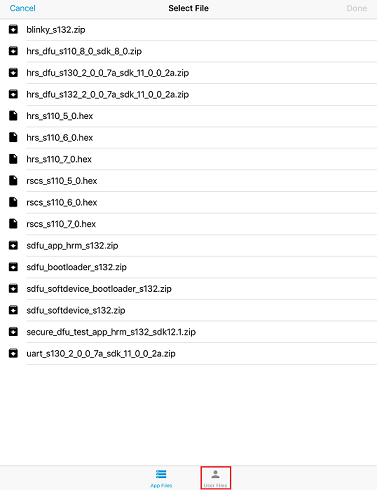 Cancel Select File Done
blinky_s132.zip
hrs_dfu_s110_8_0_sdk_8_0.zip
hrs_dfu_s130_2_0_0_7a_sdk_11_0_0_2a.zip
hrs_dfu_s132_2_0_0_7a_sdk_11_0_0_2a.zip
hrs_s110_5_0.hex
hrs_s110_6_0.hex
hrs_s110_7_0.hex
rscs_s110_5_0.hex
rscs_s110_6_0.hex
rscs_s110_7_0.hex
sdfu_app_hrm_s132.zip
sdfu_bootloader_s132.zip
sdfu_softdevice_bootloader_s132.zip
sdfu_softdevice_s132.zip
secure_dfu_test_app_hrm_s132_sdk12.1.zip
uart_s130_2_0_0_7a_sdk_11_0_0_2a.zip
App Files User Files